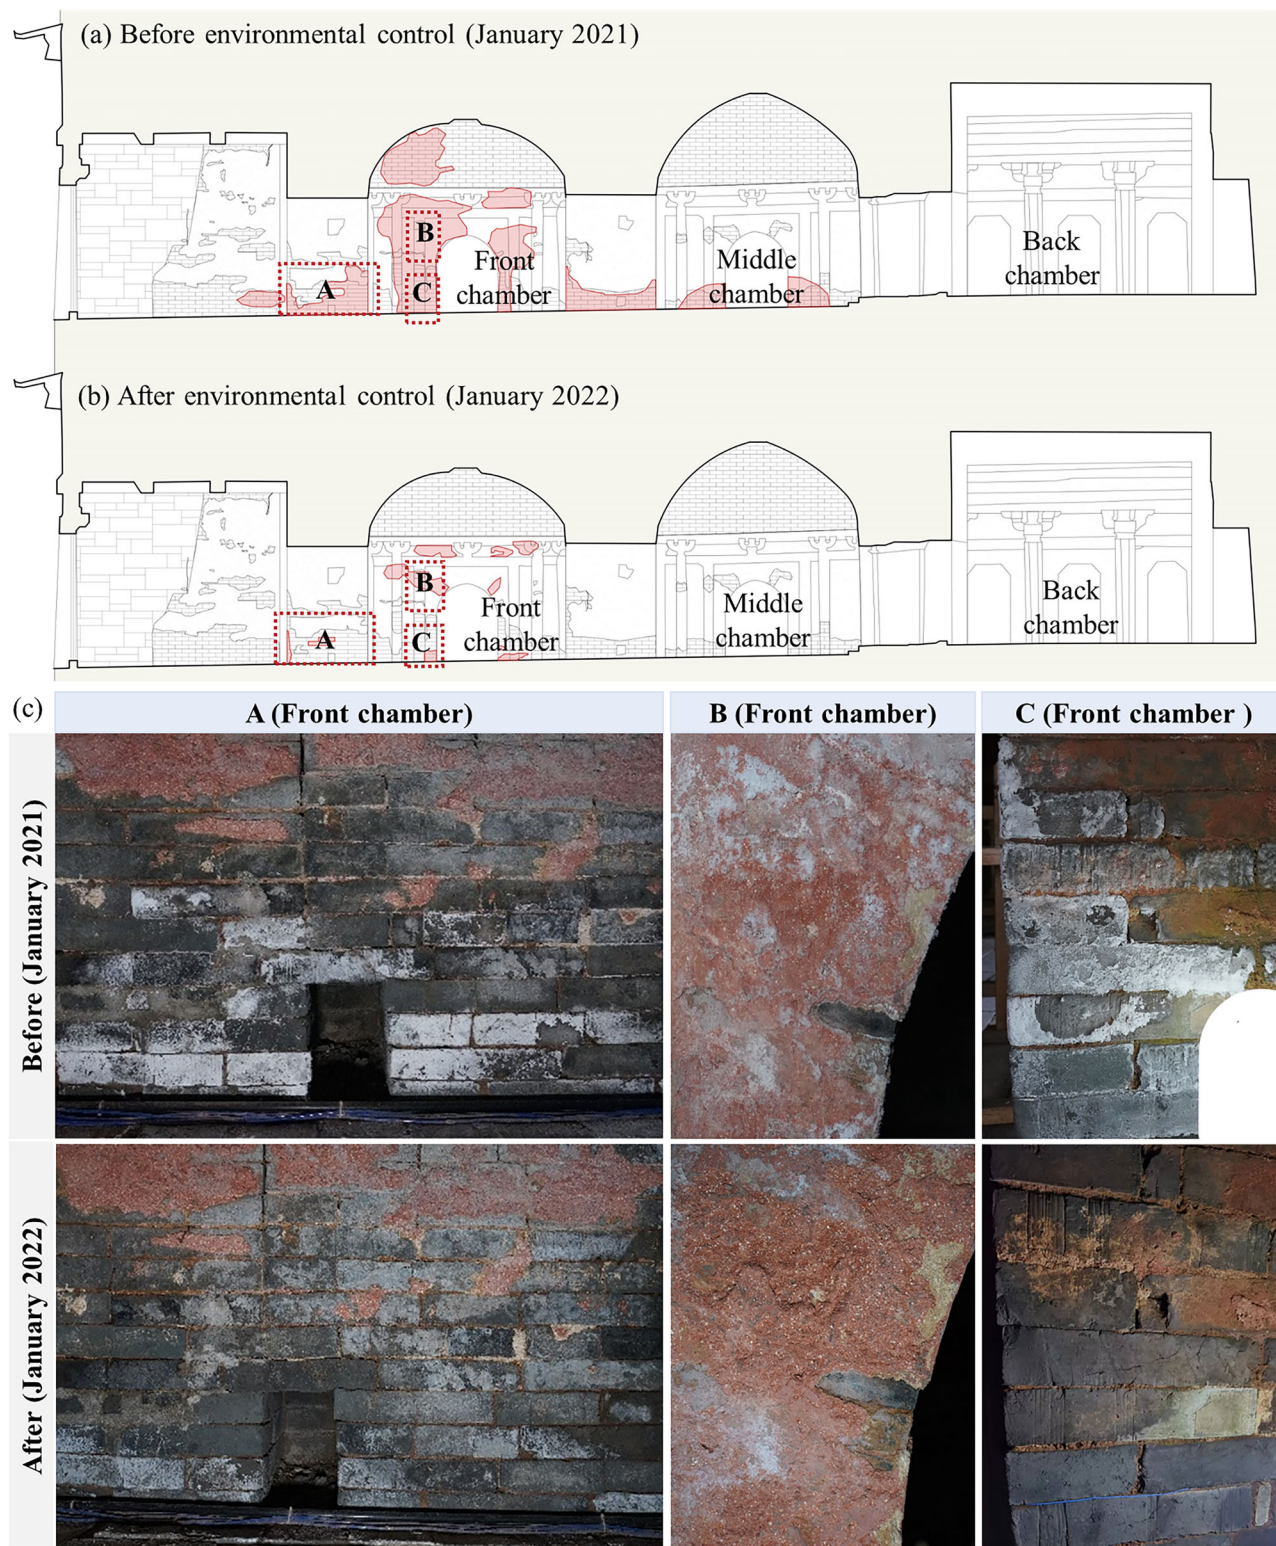 (a) Before environmental control (January 2021)
B
A
C
Front
chamber
Middle
chamber
Back
chamber
(b) After environmental control (January 2022)
B
A
C
Front
chamber
Middle
chamber
Back
chamber
(c)
A (Front chamber)
B (Front chamber)
C (Front chamber )
Before (January 2021)
After (January 2022)